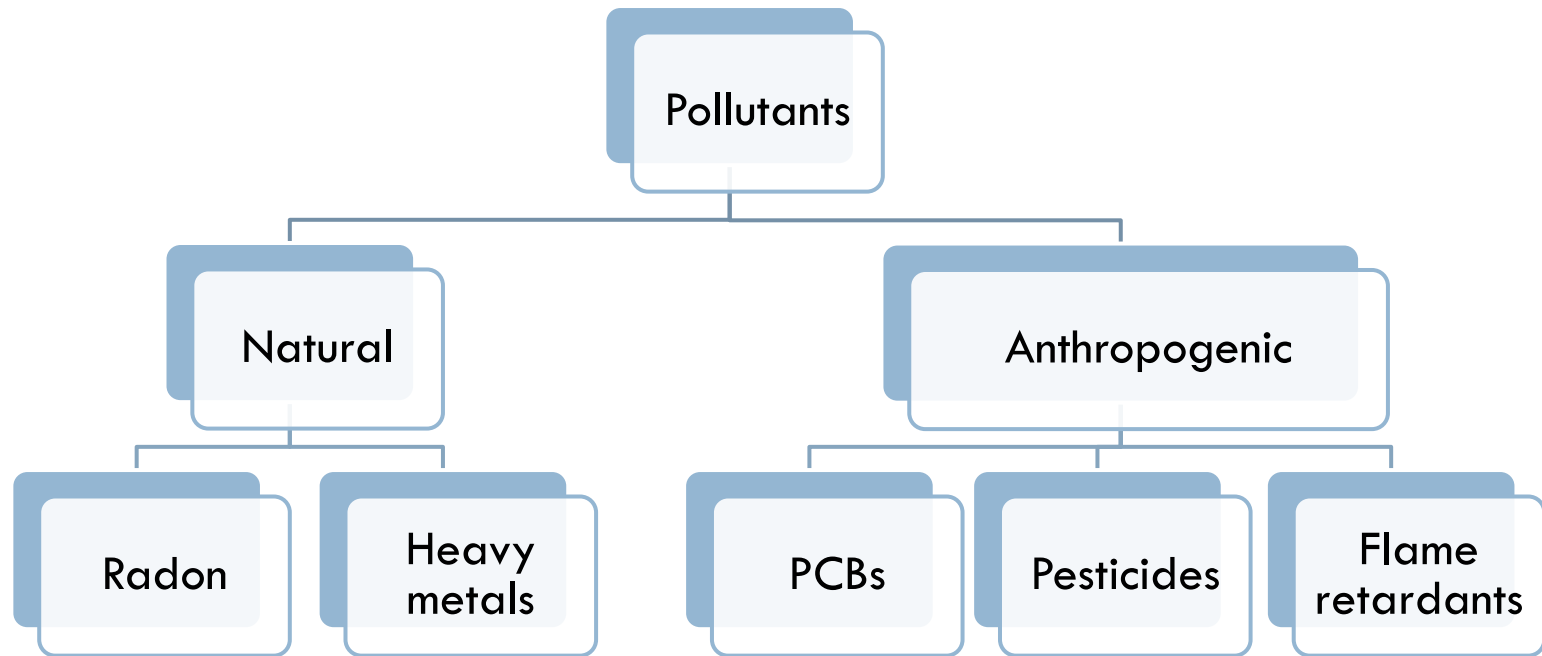 Pollutants
Natural
Anthropogenic
Radon
Heavy
metals
PCBs
Pesticides
Flame
retardants